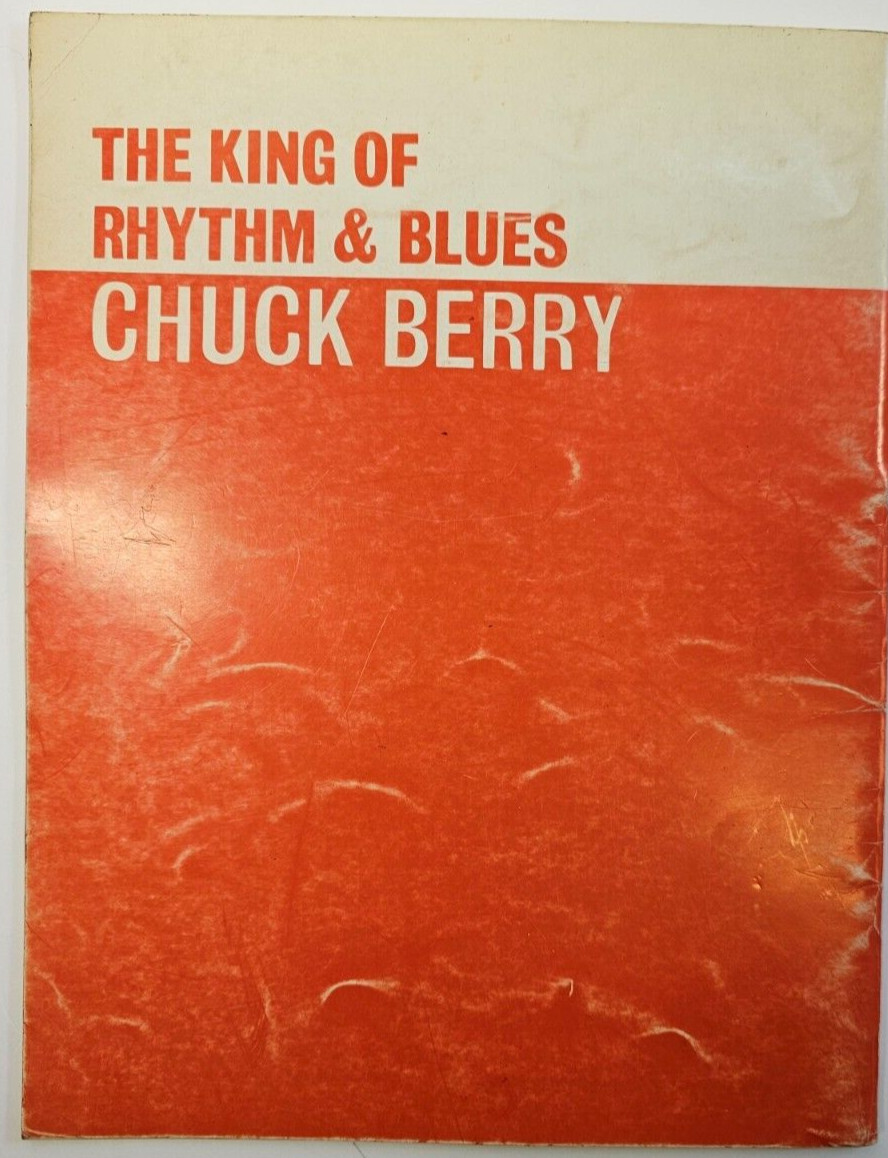 THE KING OF
RHYTHM & BLUES
CHUCK BERRY